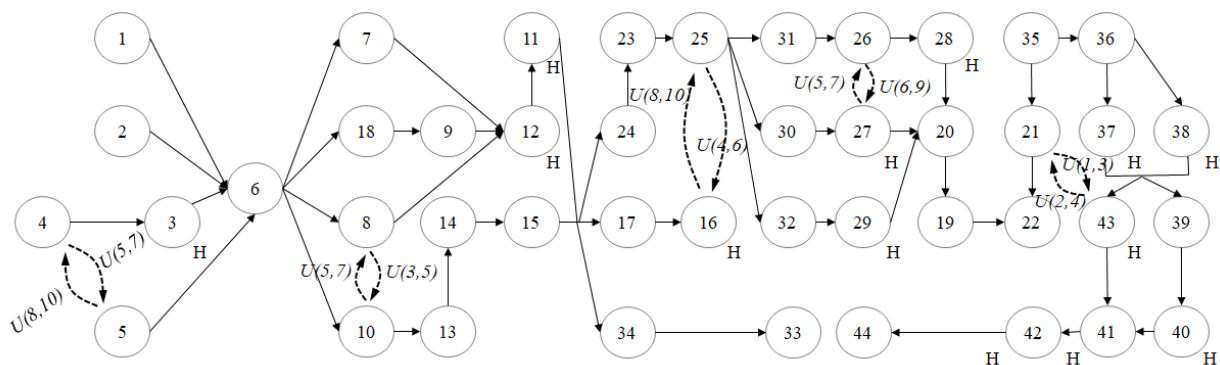 1 7 11 23 25 31 26 28 35 36
H H
U(8,10) U(5,7) U(6,9)
2 18 9 12 24 30 27 20 21 37 38
H U(4,6) H H H
U(1,3)
6
U(2,4)
4 3 8 14 15 17 16 32 29 19 22 43 39
U(5,7) H H H H
U(5,7) U(3,5)
U(8,10)
5 10 13 34 33 44 42 41 40
H H H